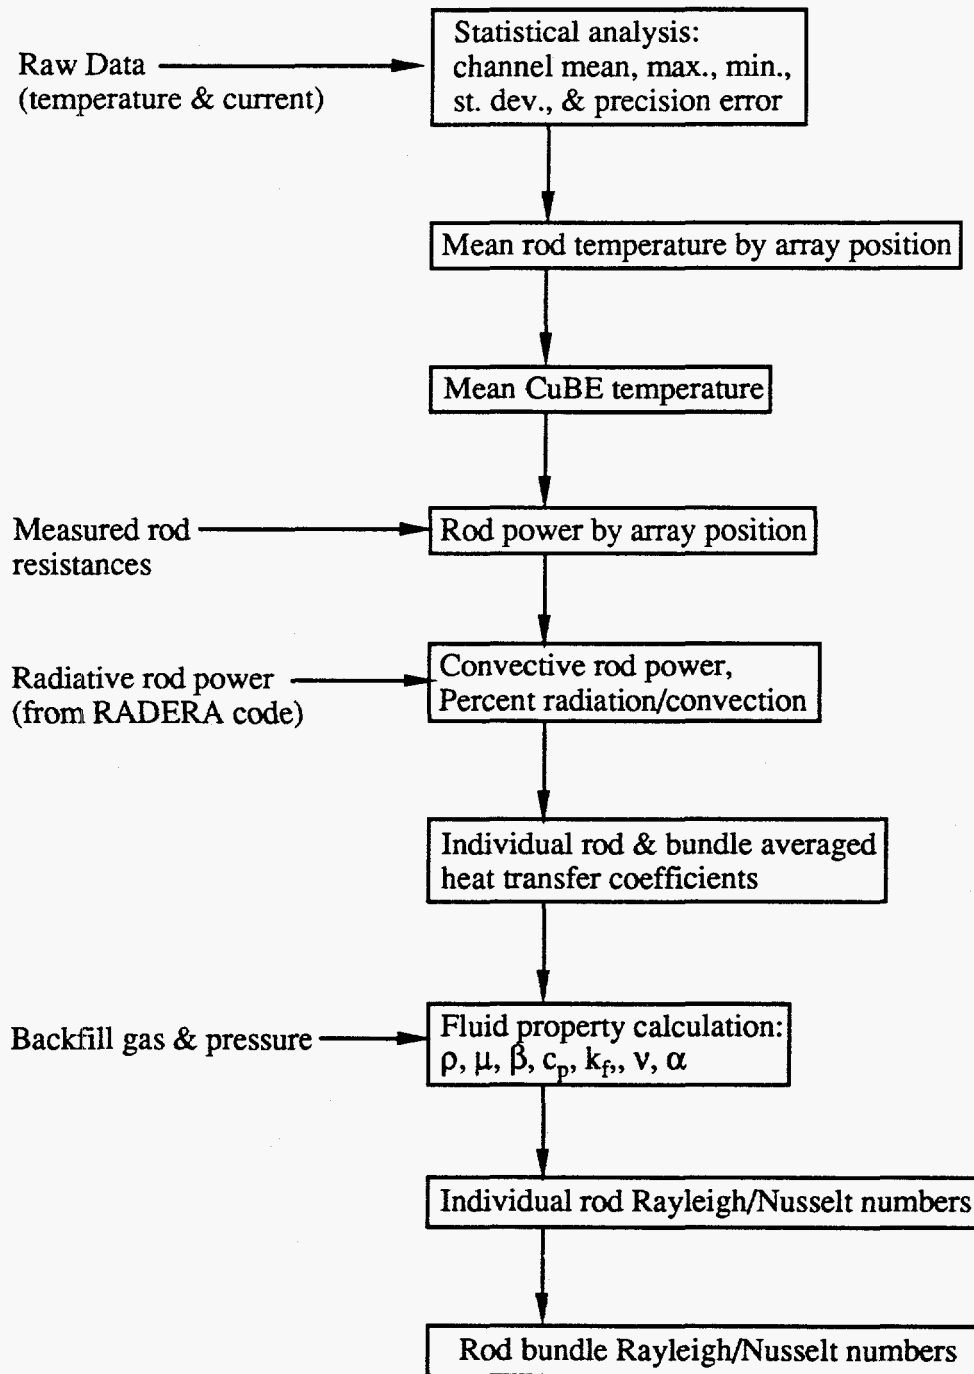 Statistical analysis:
Raw Data
channel mean, max., min.,
(temperature & current)
st. dev., & precision error
Mean rod temperature by array position
Mean CuBE temperature
Measured rod
resistances
Rod power by array position
Radiative rod power
(from RADERA code)
Convective rod power,
Percent radiation/convection
Individual rod & bundle averaged
heat transfer coefficients
Backfill gas & pressure
Fluid property calculation:
ρ, μ, β, cp, kf,, ν, α
Individual rod Rayleigh/Nusselt numbers
Rod bundle Rayleigh/Nusselt numbers